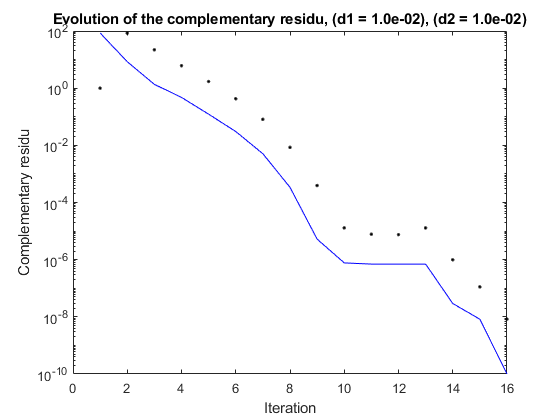 Evolution of the complementary residu, (d1 = 1.0e-02), (d2 = 1.0e-02)
10^2
10^0
10^-2
10^-4
10^-6
10^-8
10^-10
Complementary residu
0 2 4 6 8 10 12 14 16
Iteration